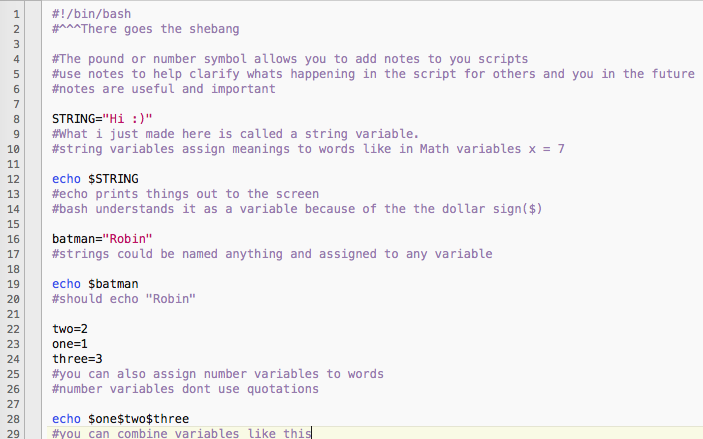 1 #!/bin/bash
2 #^^^There goes the shebang
3
4 #The pound or number symbol allows you to add notes to you scripts
5 #use notes to help clarify whats happening in the script for others and you in the future
6 #notes are useful and important
7
8 STRING="Hi :)"
9 #What i just made here is called a string variable.
10 #string variables assign meanings to words like in Math variables x = 7
11
12 echo $STRING
13 #echo prints things out to the screen
14 #bash understands it as a variable because of the the dollar sign($)
15
16 batman="Robin"
17 #strings could be named anything and assigned to any variable
18
19 echo $batman
20 #should echo "Robin"
21
22 two=2
23 one=1
24 three=3
25 #you can also assign number variables to words
26 #number variables dont use quotations
27
28 echo $one$two$three
29 #you can combine variables like this